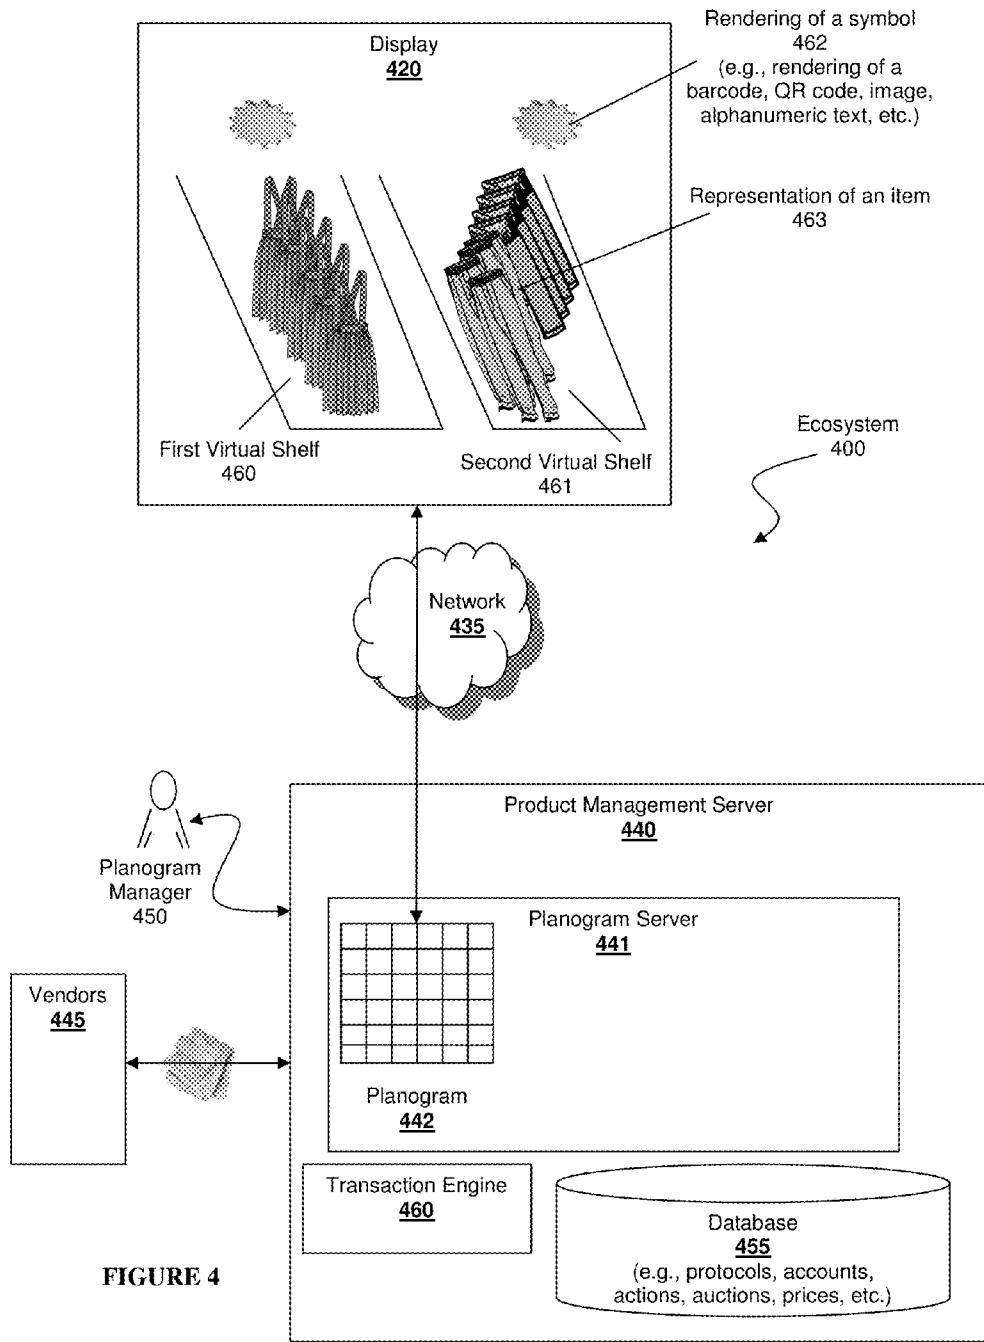 Display
420
Rendering of a symbol
462
(e.g., rendering of a
barcode, QR code, image,
alphanumeric text, etc.)
Representation of an item
463
First Virtual Shelf
460
Second Virtual Shelf
461
Ecosystem
400
Network
435
Planogram
Manager
450
Product Management Server
440
Planogram Server
441
Vendors
445
Planogram
442
Transaction Engine
460
Database
455
(e.g., protocols, accounts,
actions, auctions, prices, etc.)
FIGURE 4